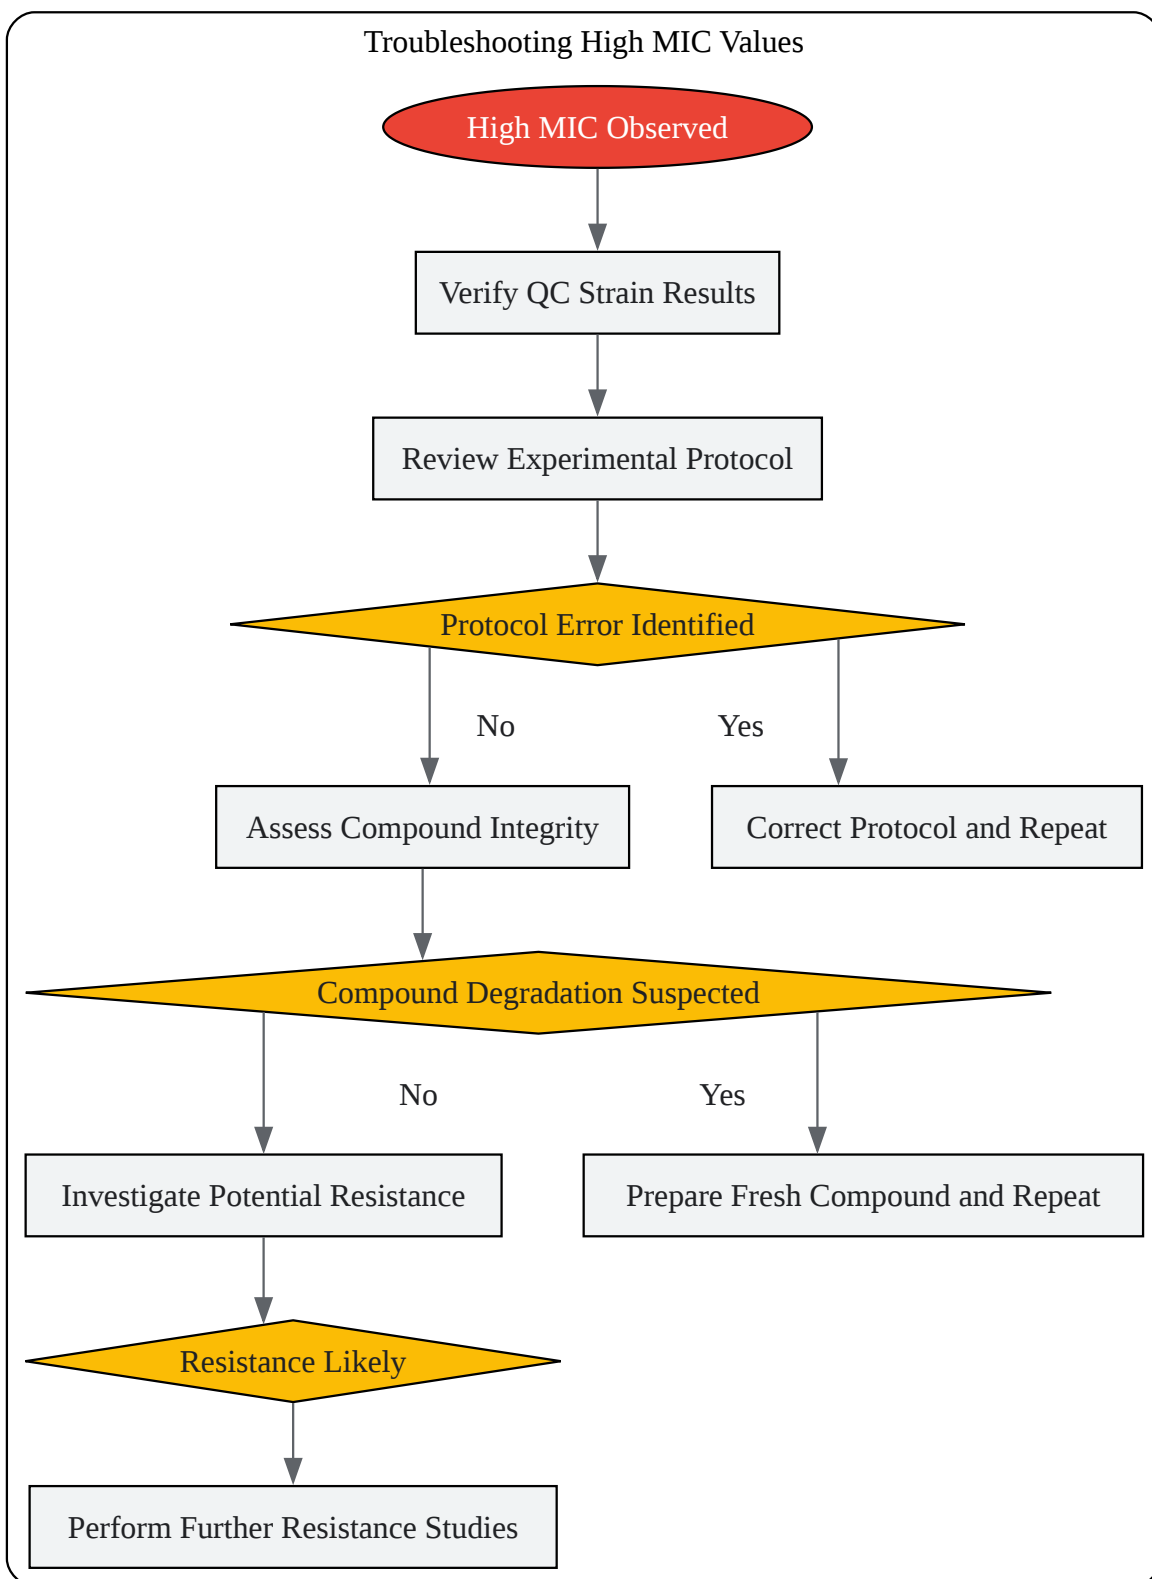 Troubleshooting High MIC Values
High MIC Observed
Verify QC Strain Results
Review Experimental Protocol
Protocol Error Identified
No
Yes
Assess Compound Integrity
Correct Protocol and Repeat
Compound Degradation Suspected
No
Yes
Investigate Potential Resistance
Prepare Fresh Compound and Repeat
Resistance Likely
Perform Further Resistance Studies